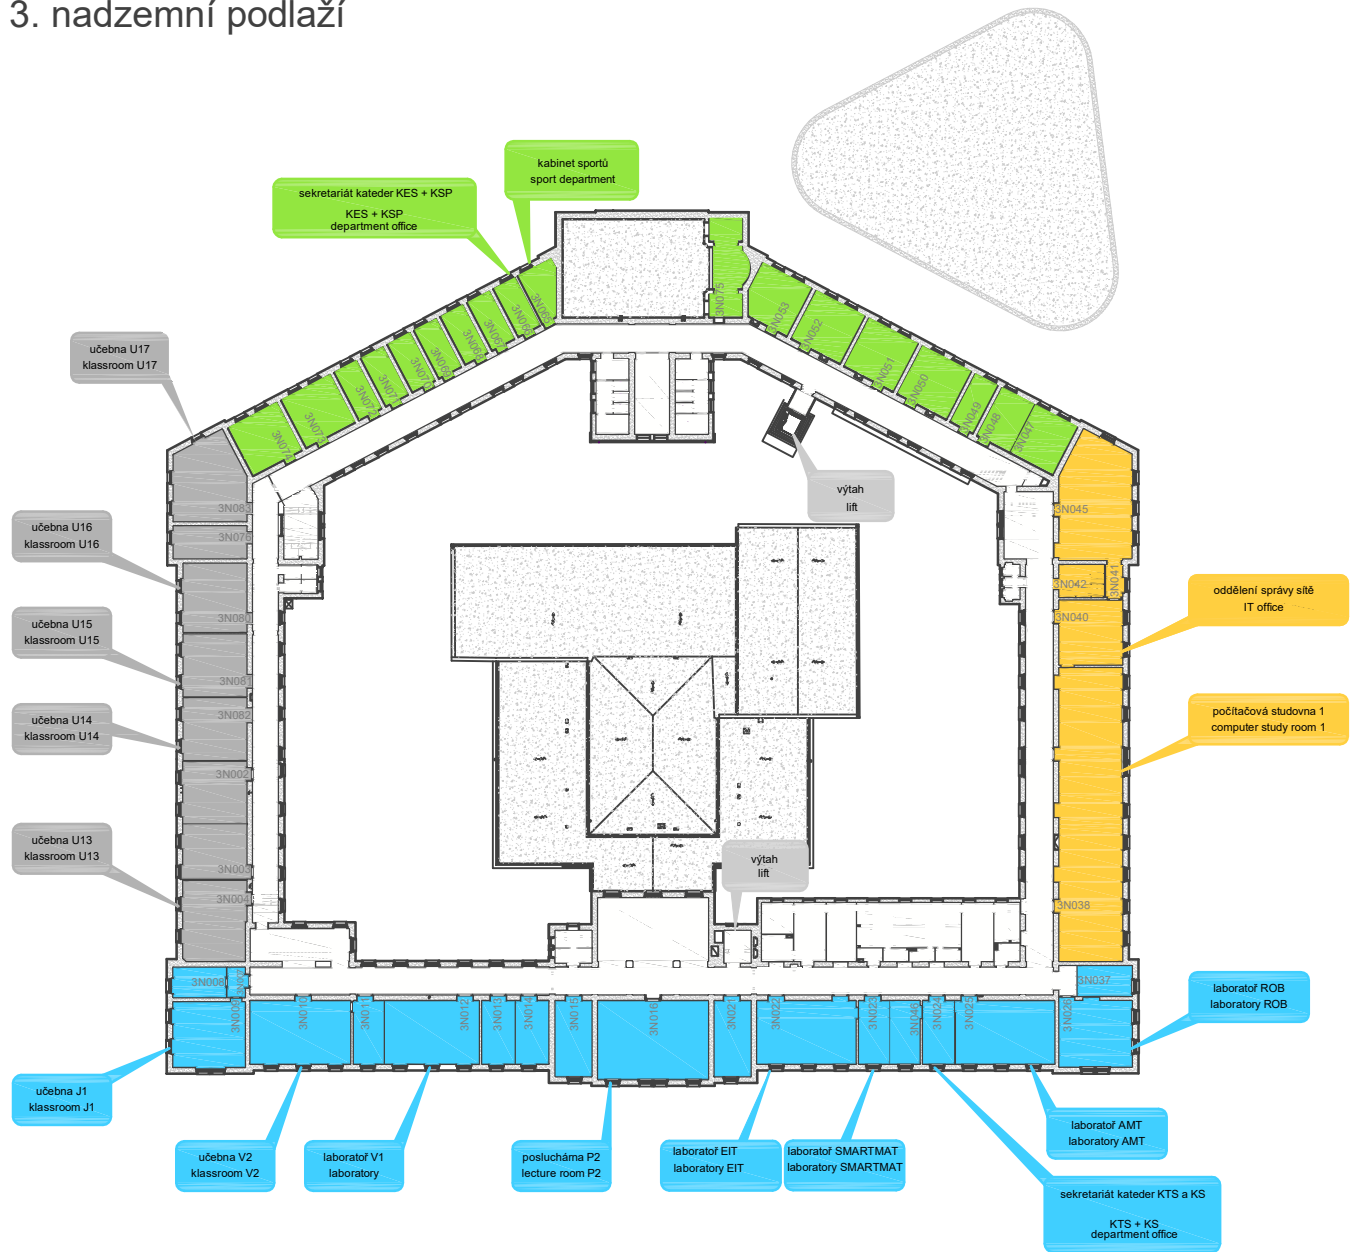 3. nadzemní podlaží
kabinet sportů
sport department
sekretariát kateder KES + KSP
KES + KSP
department office
učebna U17
klassroom U17
učebna U16
klassroom U16
učebna U15
klassroom U15
učebna U14
klassroom U14
učebna U13
klassroom U13
výtah
lift
oddělení správy sítě
IT office
počítačová studovna 1
computer study room 1
výtah
lift
laboratoř ROB
laboratory ROB
učebna J1
klassroom J1
učebna V2
klassroom V2
laboratoř V1
laboratory
posluchárna P2
lecture room P2
laboratoř EIT
laboratory EIT
laboratoř SMARTMAT
laboratory SMARTMAT
laboratoř AMT
laboratory AMT
sekretariát kateder KTS a KS
KTS + KS
department office
3N075
3N065
3N066
3N067
3N068
3N069
3N070
3N071
3N072
3N073
3N074
3N053
3N052
3N051
3N050
3N049
3N048
3N047
3N083
3N076
3N080
3N081
3N082
3N002
3N003
3N004
3N045
3N042
3N041
3N040
3N038
3N037
3N008
3N009
3N010
3N011
3N012
3N013
3N014
3N015
3N016
3N021
3N022
3N023
3N046
3N024
3N025
3N026